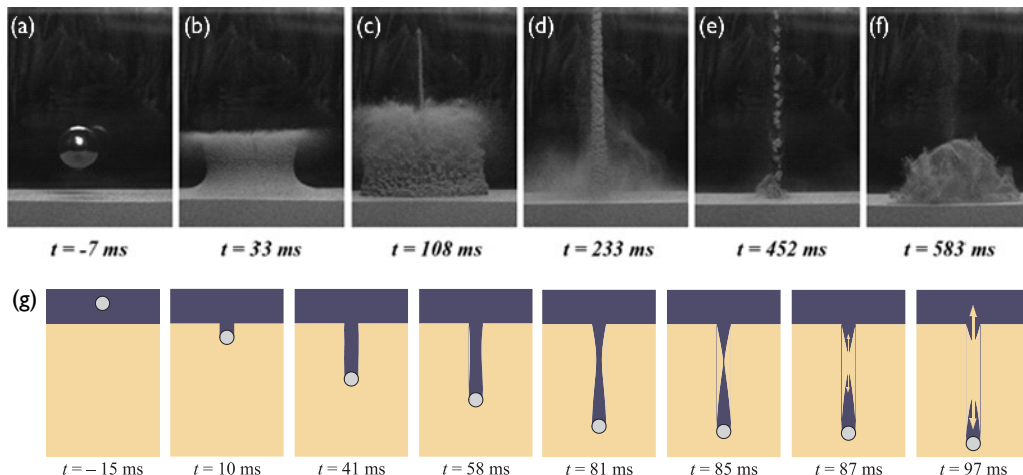 (a) (b) (c) (d) (e) (f)
t = -7 ms t = 33 ms t = 108 ms t = 233 ms t = 452 ms t = 583 ms
(g)
t = – 15 ms t = 10 ms t = 41 ms t = 58 ms t = 81 ms t = 85 ms t = 87 ms t = 97 ms